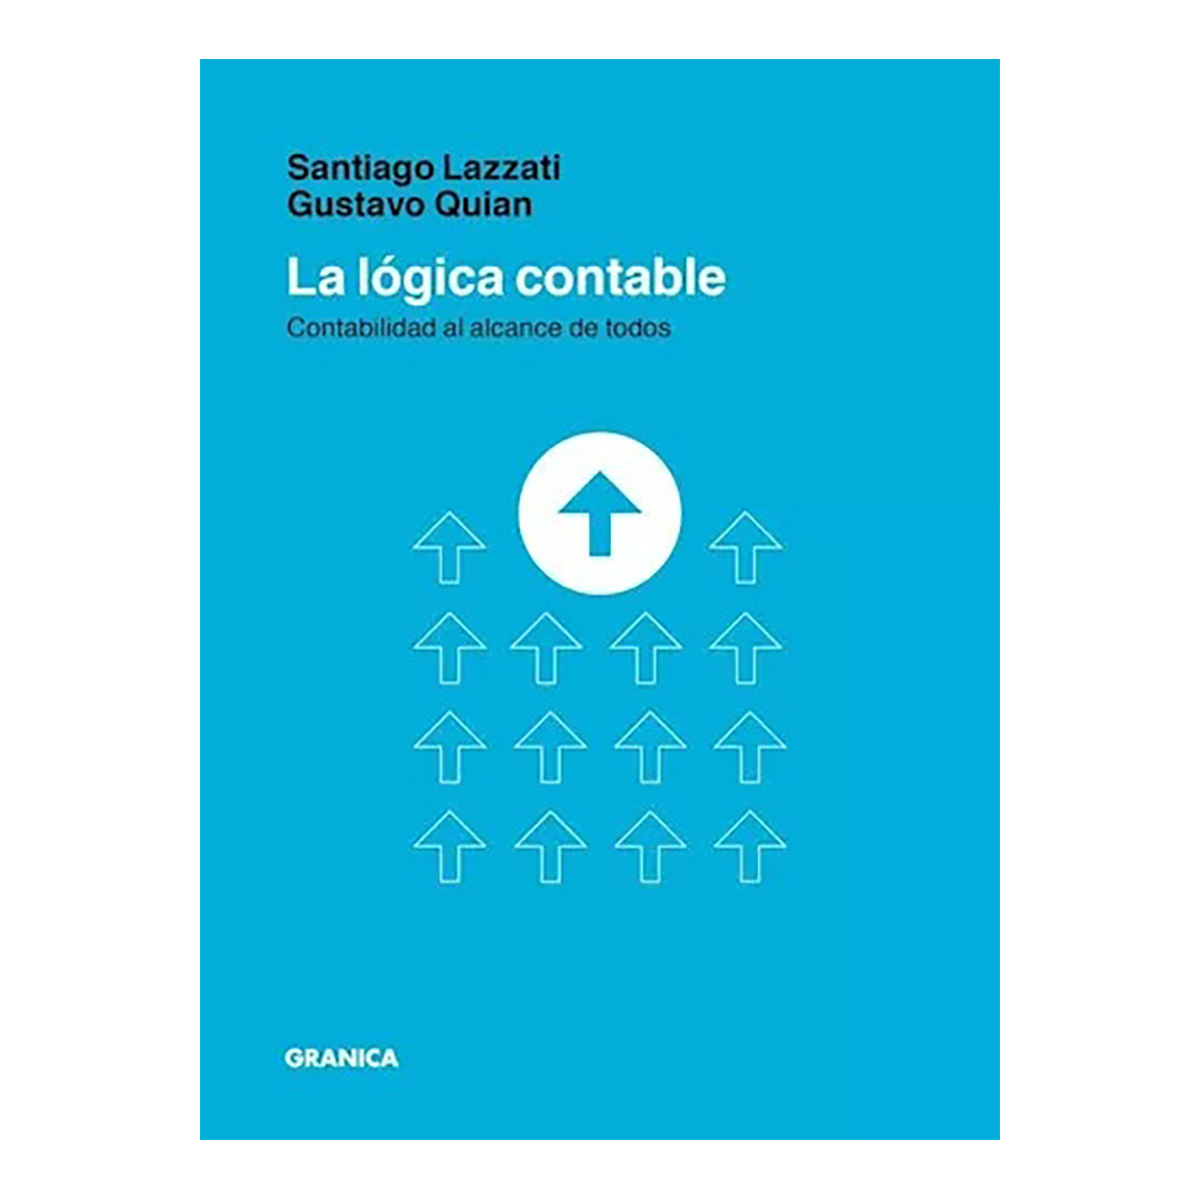 Santiago Lazzati
Gustavo Quian
La lógica contable
Contabilidad al alcance de todos
GRANICA